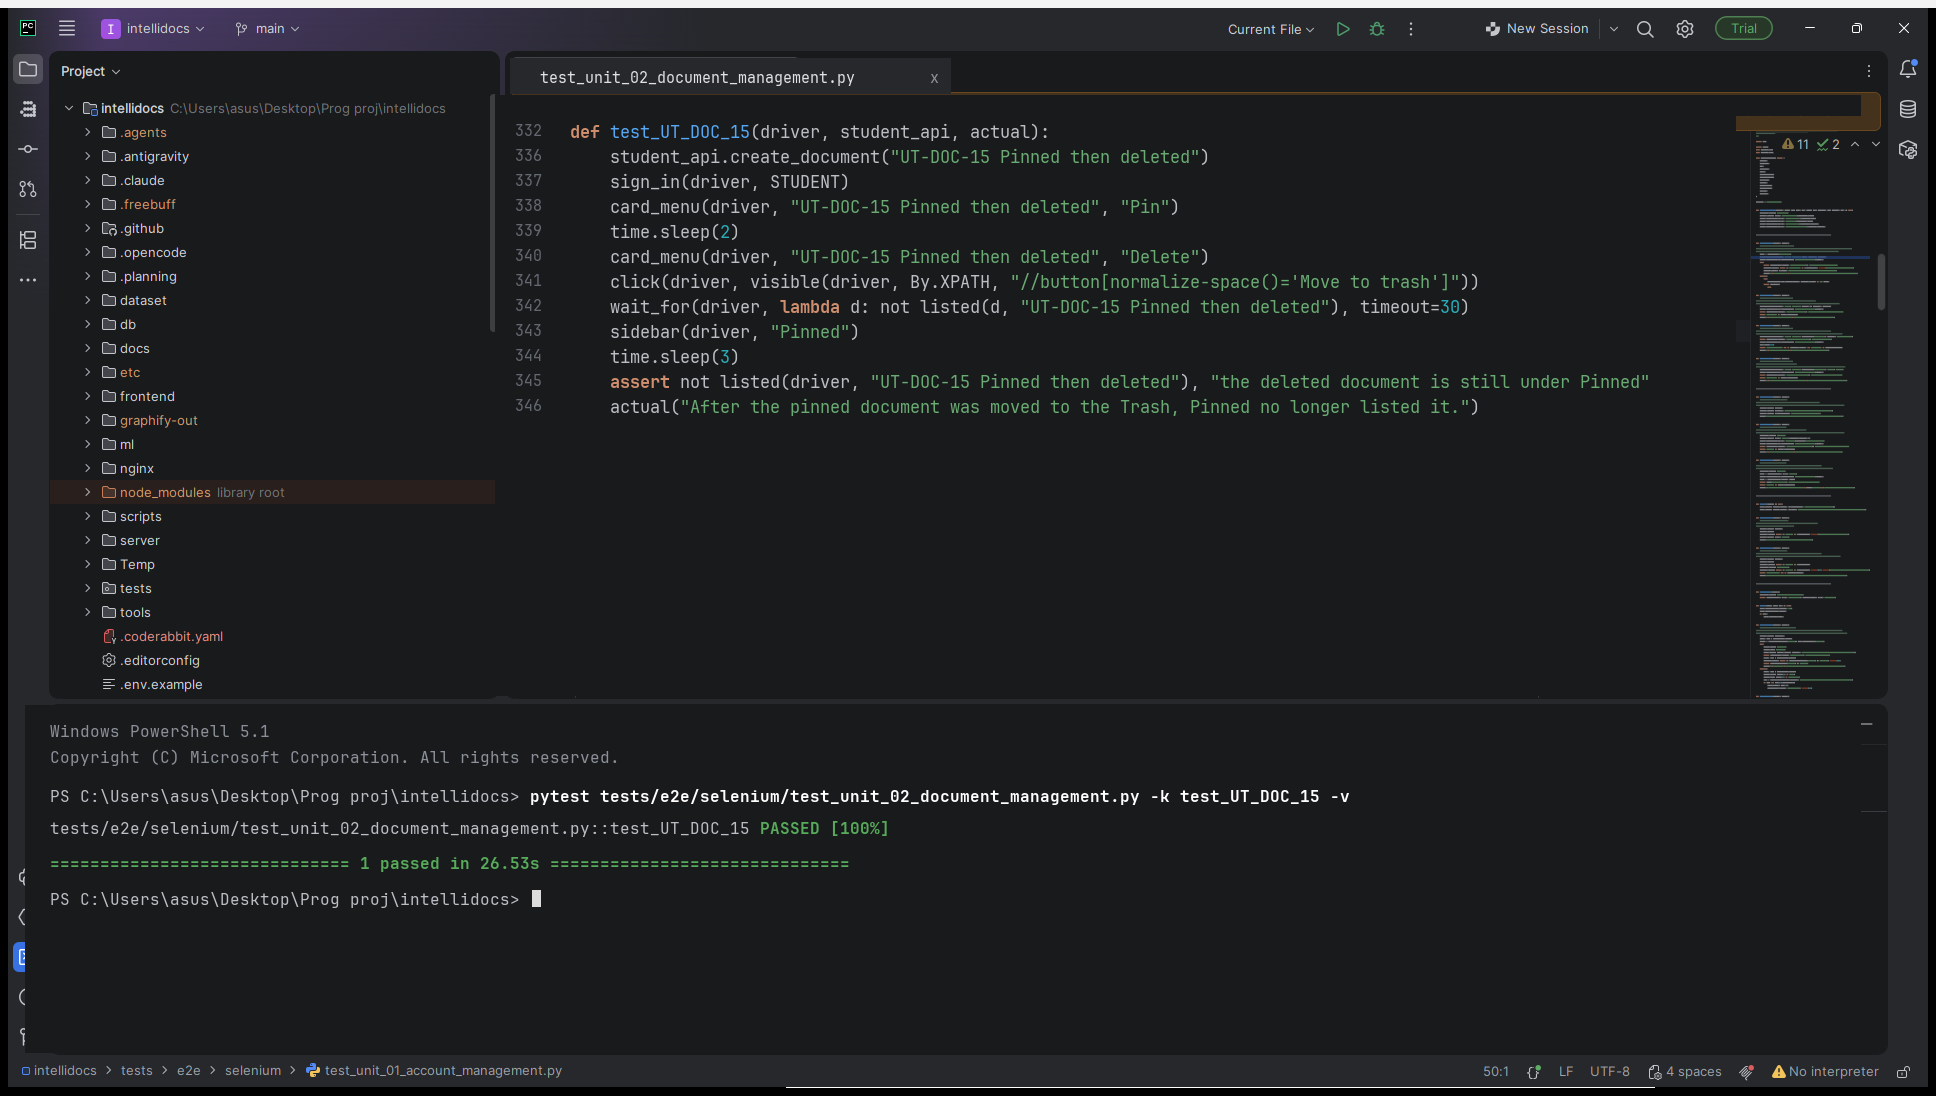 PC
I intellidocs
main
Current File
New Session
Trial
Project
test_unit_02_document_management.py x
intellidocs C:\Users\asus\Desktop\Prog proj\intellidocs
.agents
.antigravity
.claude
.freebuff
.github
.opencode
.planning
dataset
db
docs
etc
frontend
graphify-out
ml
nginx
node_modules library root
scripts
server
Temp
tests
tools
.coderabbit.yaml
.editorconfig
.env.example
11 2
332 def test_UT_DOC_15(driver, student_api, actual):
336 student_api.create_document("UT-DOC-15 Pinned then deleted")
337 sign_in(driver, STUDENT)
338 card_menu(driver, "UT-DOC-15 Pinned then deleted", "Pin")
339 time.sleep(2)
340 card_menu(driver, "UT-DOC-15 Pinned then deleted", "Delete")
341 click(driver, visible(driver, By.XPATH, "//button[normalize-space()='Move to trash']"))
342 wait_for(driver, lambda d: not listed(d, "UT-DOC-15 Pinned then deleted"), timeout=30)
343 sidebar(driver, "Pinned")
344 time.sleep(3)
345 assert not listed(driver, "UT-DOC-15 Pinned then deleted"), "the deleted document is still under Pinned"
346 actual("After the pinned document was moved to the Trash, Pinned no longer listed it.")
Windows PowerShell 5.1
Copyright (C) Microsoft Corporation. All rights reserved.
PS C:\Users\asus\Desktop\Prog proj\intellidocs> pytest tests/e2e/selenium/test_unit_02_document_management.py -k test_UT_DOC_15 -v
tests/e2e/selenium/test_unit_02_document_management.py::test_UT_DOC_15 PASSED [100%]
============================== 1 passed in 26.53s ==============================
PS C:\Users\asus\Desktop\Prog proj\intellidocs>
intellidocs > tests > e2e > selenium > test_unit_01_account_management.py
50:1 LF UTF-8 4 spaces No interpreter